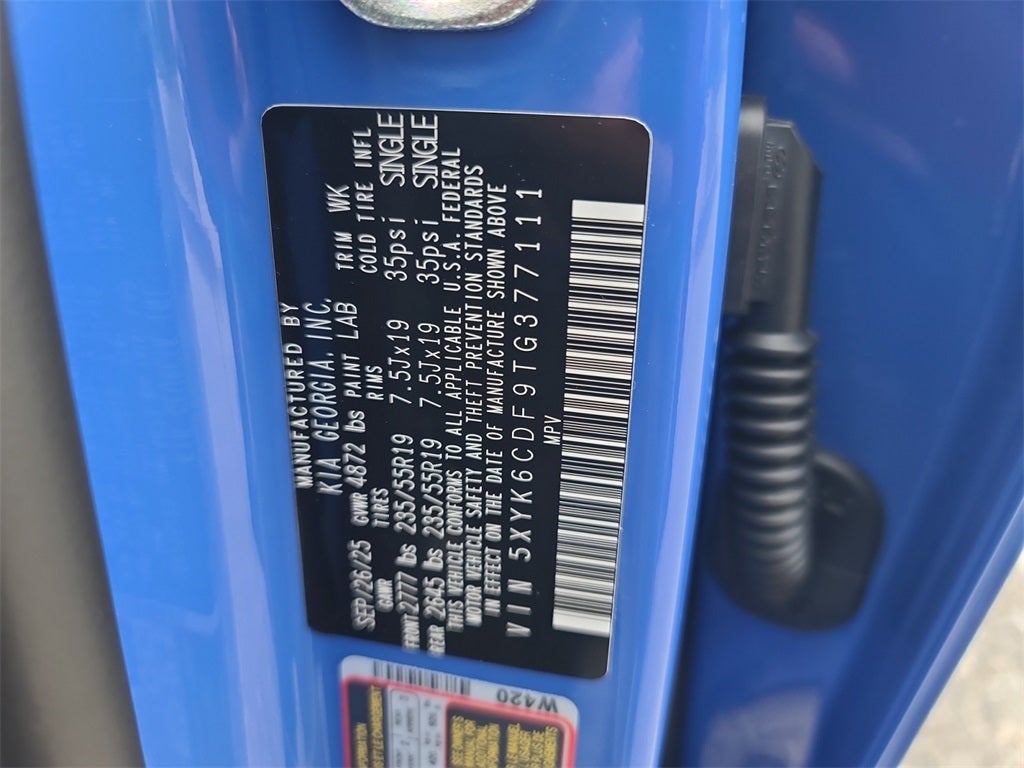 MANUFACTURED BY
KIA GEORGIA, INC.
SEP/26/25 GVWR 4872 lbs PAINT LAB TRIM WK
GAWR TIRES RIMS COLD TIRE INFL
FRONT 2777 lbs 235/55R19 7.5Jx19 35psi SINGLE
REAR 2645 lbs 235/55R19 7.5Jx19 35psi SINGLE
THIS VEHICLE CONFORMS TO ALL APPLICABLE U.S.A. FEDERAL
MOTOR VEHICLE SAFETY AND THEFT PREVENTION STANDARDS
IN EFFECT ON THE DATE OF MANUFACTURE SHOWN ABOVE
VIN 5XYK6CDF9TG377111
MPV
W420